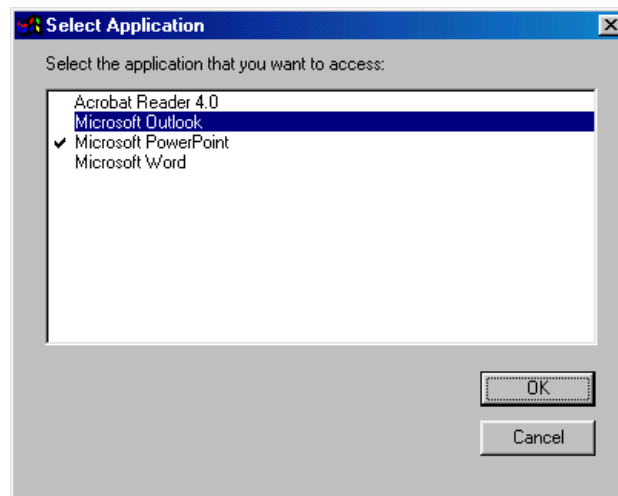 Select Application
Select the application that you want to access:
Acrobat Reader 4.0
Microsoft Outlook
Microsoft PowerPoint
Microsoft Word
OK
Cancel